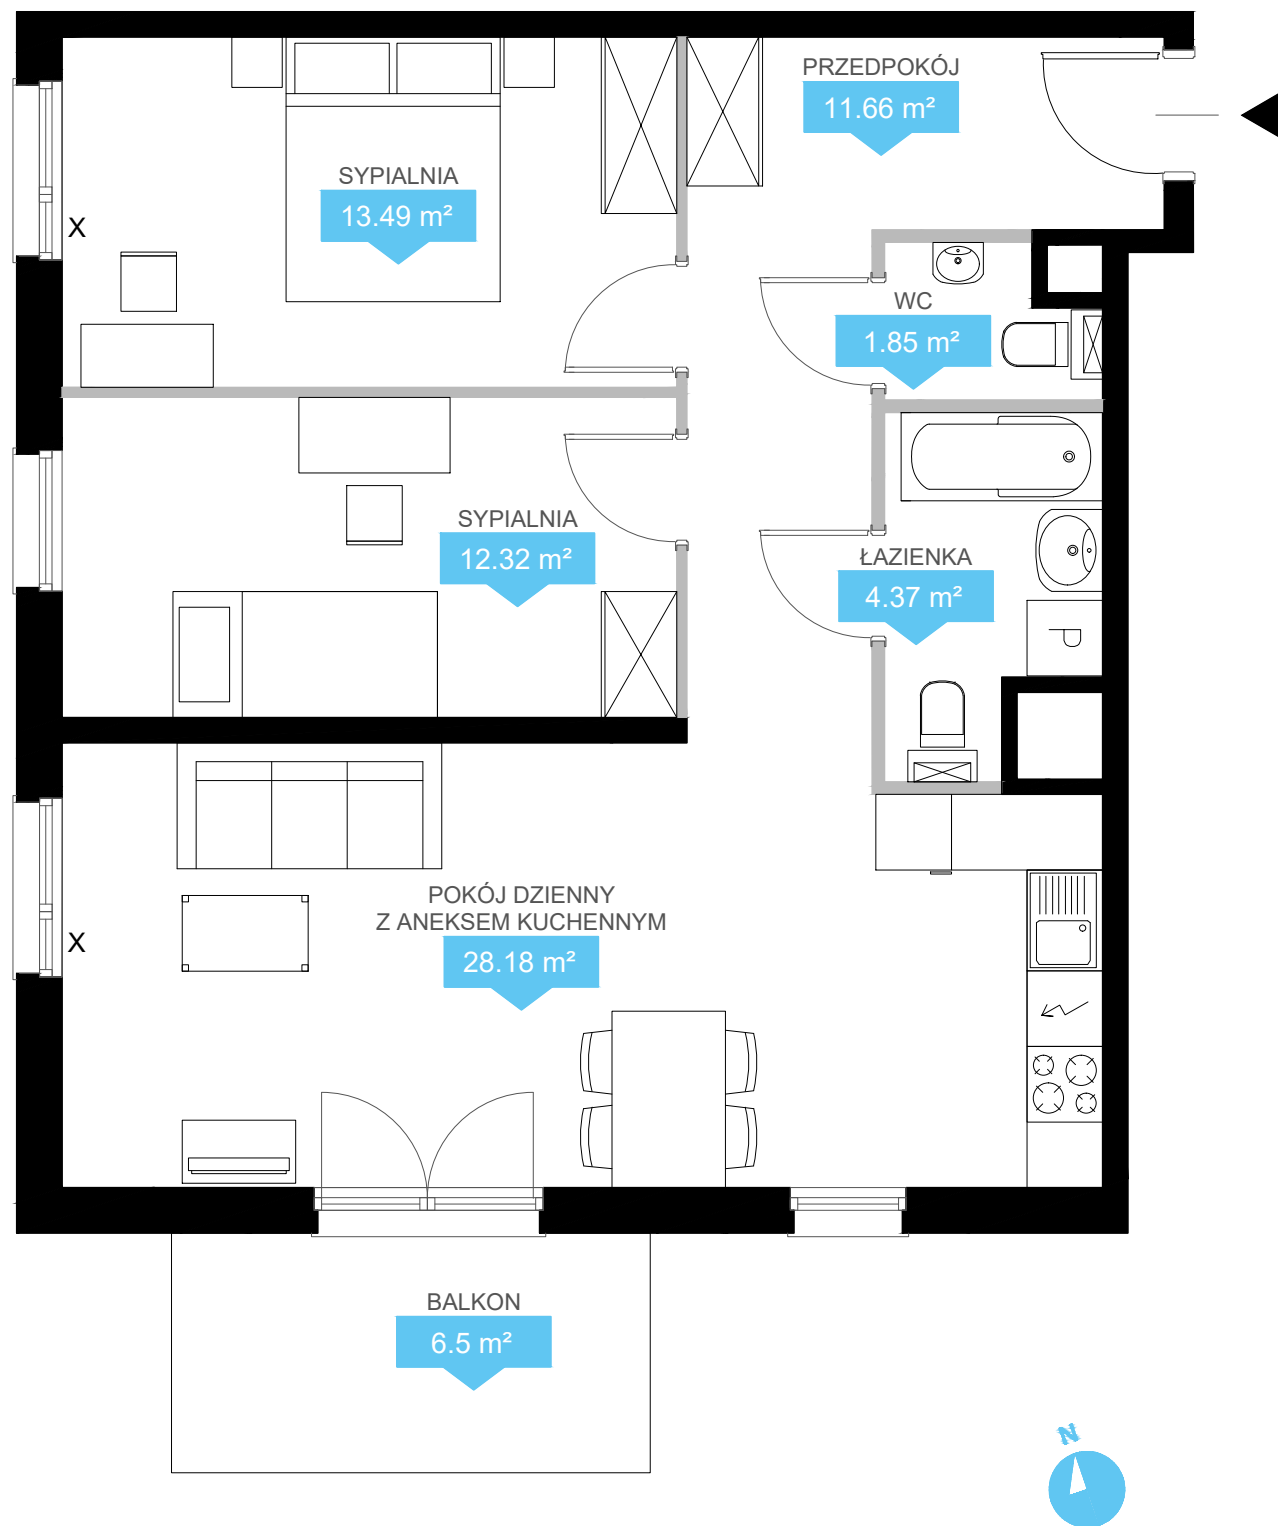 PRZEDPOKÓJ
11.66 m²
SYPIALNIA
13.49 m²
X
WC
1.85 m²
SYPIALNIA
12.32 m²
ŁAZIENKA
4.37 m²
P
POKÓJ DZIENNY
Z ANEKSEM KUCHENNYM
28.18 m²
X
BALKON
6.5 m²
N